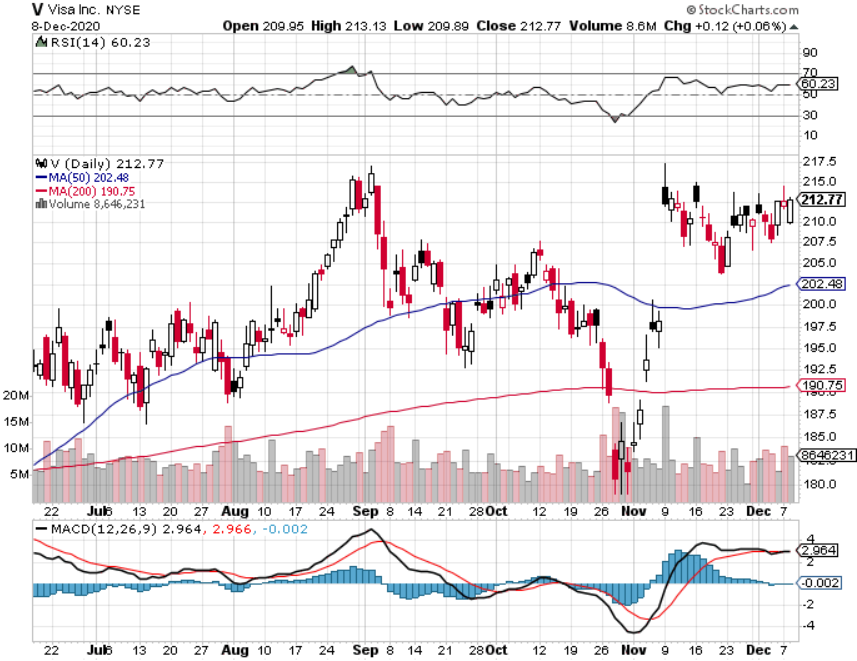 V Visa Inc. NYSE © StockCharts.com
8-Dec-2020 Open 209.95 High 213.13 Low 209.89 Close 212.77 Volume 8.6M Chg +0.12 (+0.06%)
RSI(14) 60.23
90
70
60.23
50
30
10
V (Daily) 212.77
MA(50) 202.48
MA(200) 190.75
Volume 8,646,231
217.5
215.0
212.77
210.0
207.5
205.0
202.48
200.0
197.5
195.0
192.5
190.75
187.5
185.0
8646231
180.0
20M
15M
10M
5M
22 Jul 6 13 20 27 Aug 10 17 24 Sep 8 14 21 28 Oct 12 19 26 Nov 9 16 23 Dec 7
MACD(12,26,9) 2.964, 2.966, -0.002
4
2.964
2
-0.002
-2
-4
22 Jul 6 13 20 27 Aug 10 17 24 Sep 8 14 21 28 Oct 12 19 26 Nov 9 16 23 Dec 7